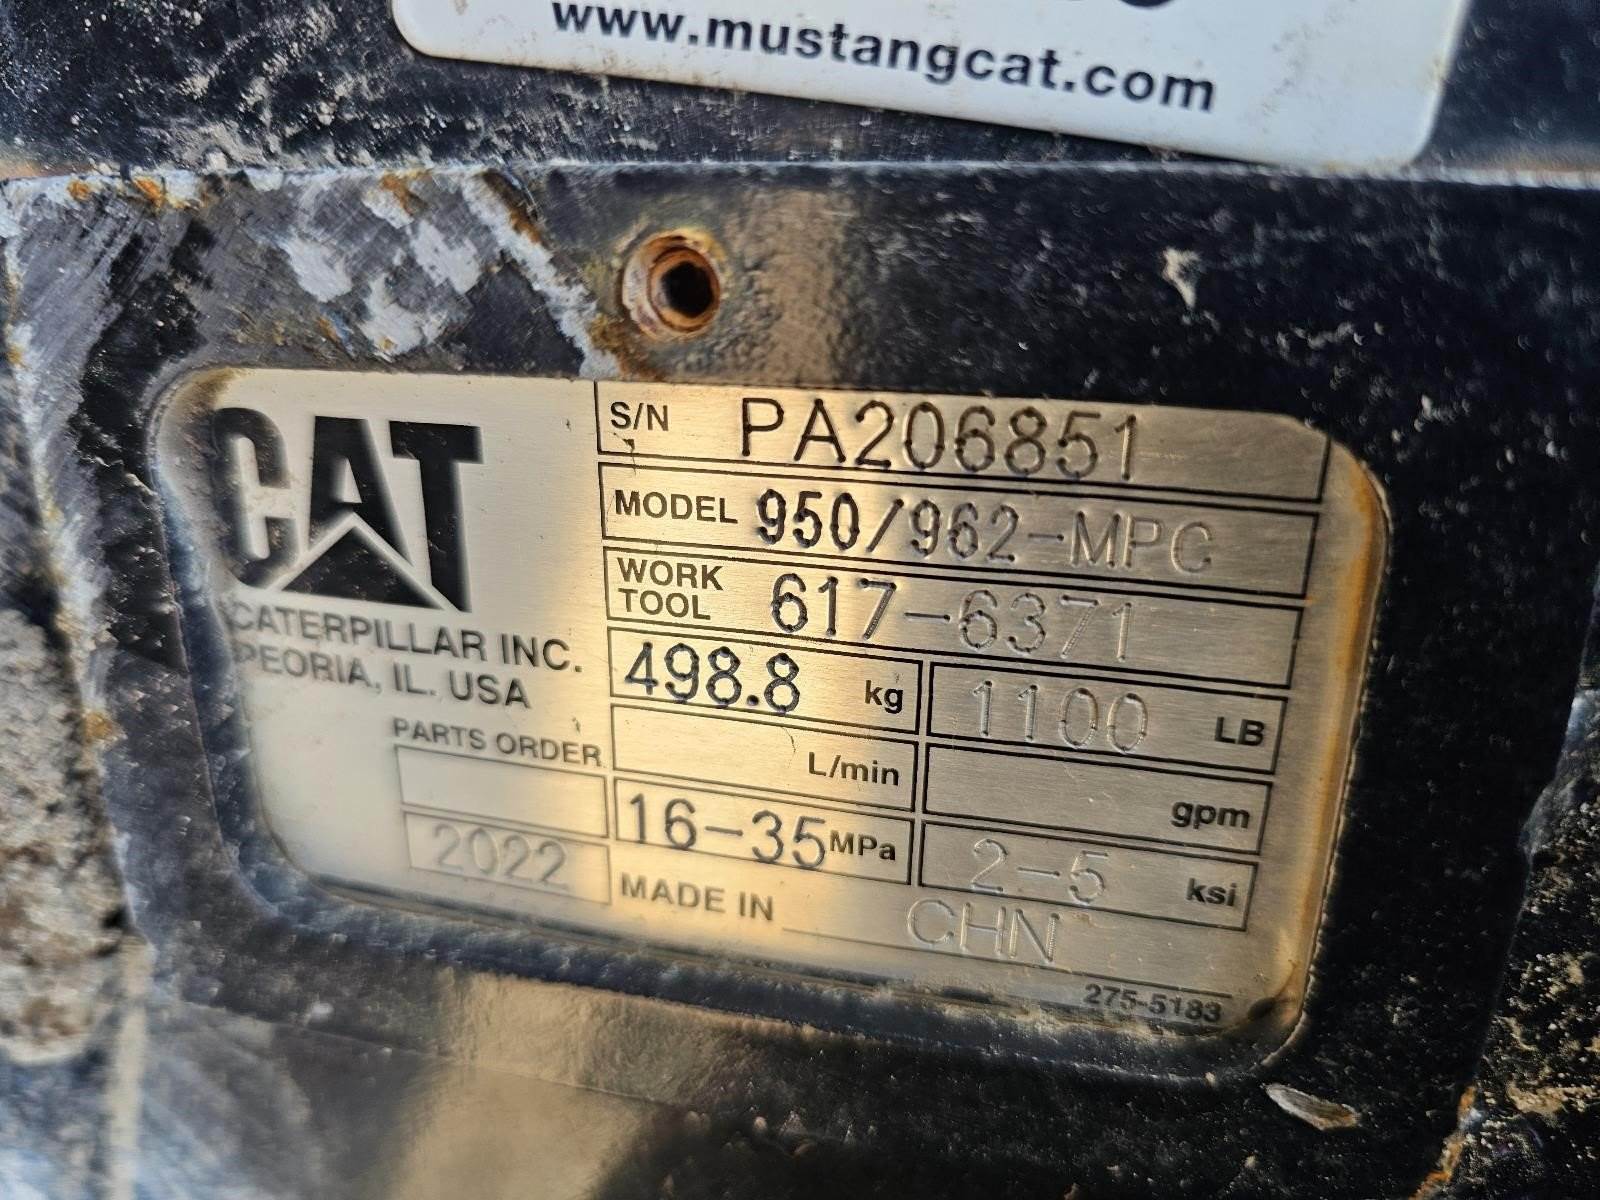 www.mustangcat.com
CAT
CATERPILLAR INC.
PEORIA, IL. USA
S/N PA206851
MODEL 950/962-MPC
WORK TOOL 617-6371
498.8 kg 1100 LB
L/min gpm
PARTS ORDER
16-35 MPa 2-5 ksi
2022
MADE IN CHN
275-5183